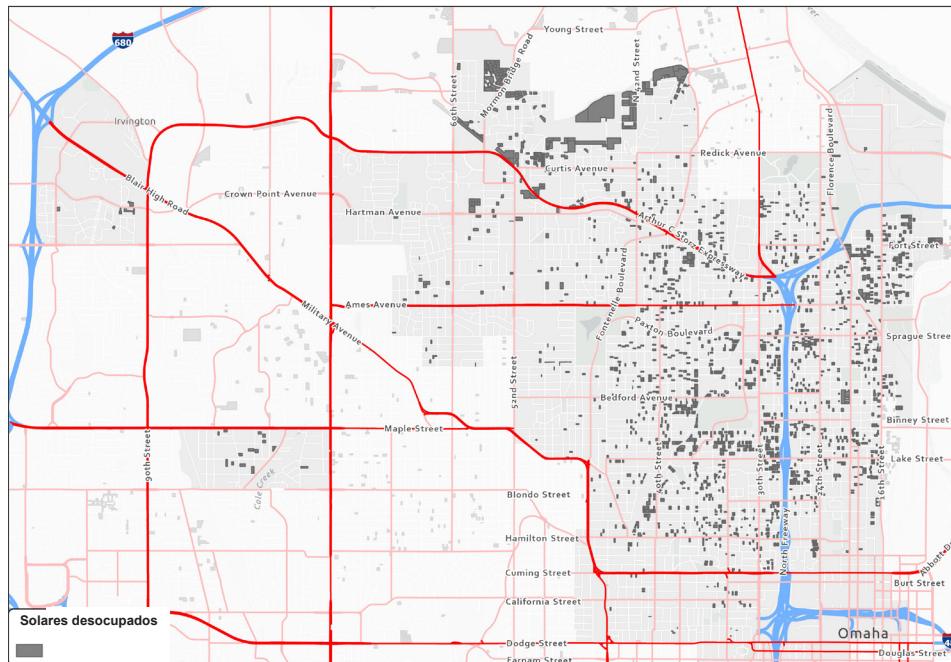 680
Young Street
60th Street
Mormon Bridge Road
N 42nd Street
Irvington
Florence Boulevard
Redick Avenue
Curtis Avenue
Blair High Road
Crown Point Avenue
Hartman Avenue
Arthur C Storz Expressway
Fort Street
Fontenelle Boulevard
Ames Avenue
Military Avenue
Paxton Boulevard
Sprague Stree
52nd Street
Bedford Avenue
Binney Street
Maple Street
90th Street
40th Street
30th Street
24th Street
16th Street
Lake Street
Cole Creek
Blondo Street
Hamilton Street
North Freeway
Cuming Street
Abbott D
Burt Street
California Street
Solares desocupados
Omaha
Dodge Street
Douglas Street
Farnam Street